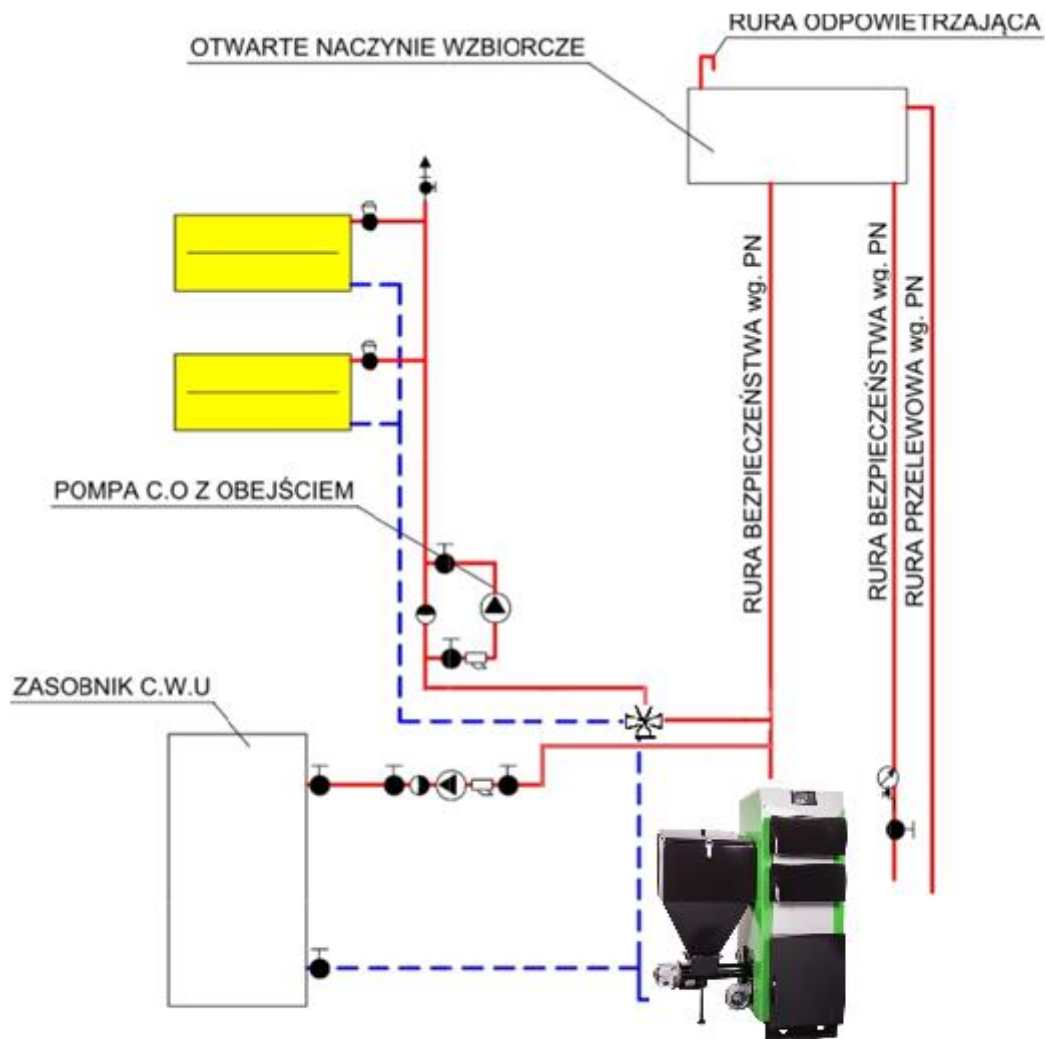 RURA ODPOWIETRZAJĄCA
OTWARTE NACZYNIE WZBIORCZE
RURA BEZPIECZEŃSTWA wg. PN
RURA BEZPIECZEŃSTWA wg. PN
RURA PRZELEWOWA wg. PN
POMPA C.O Z OBEJŚCIEM
ZASOBNIK C.W.U